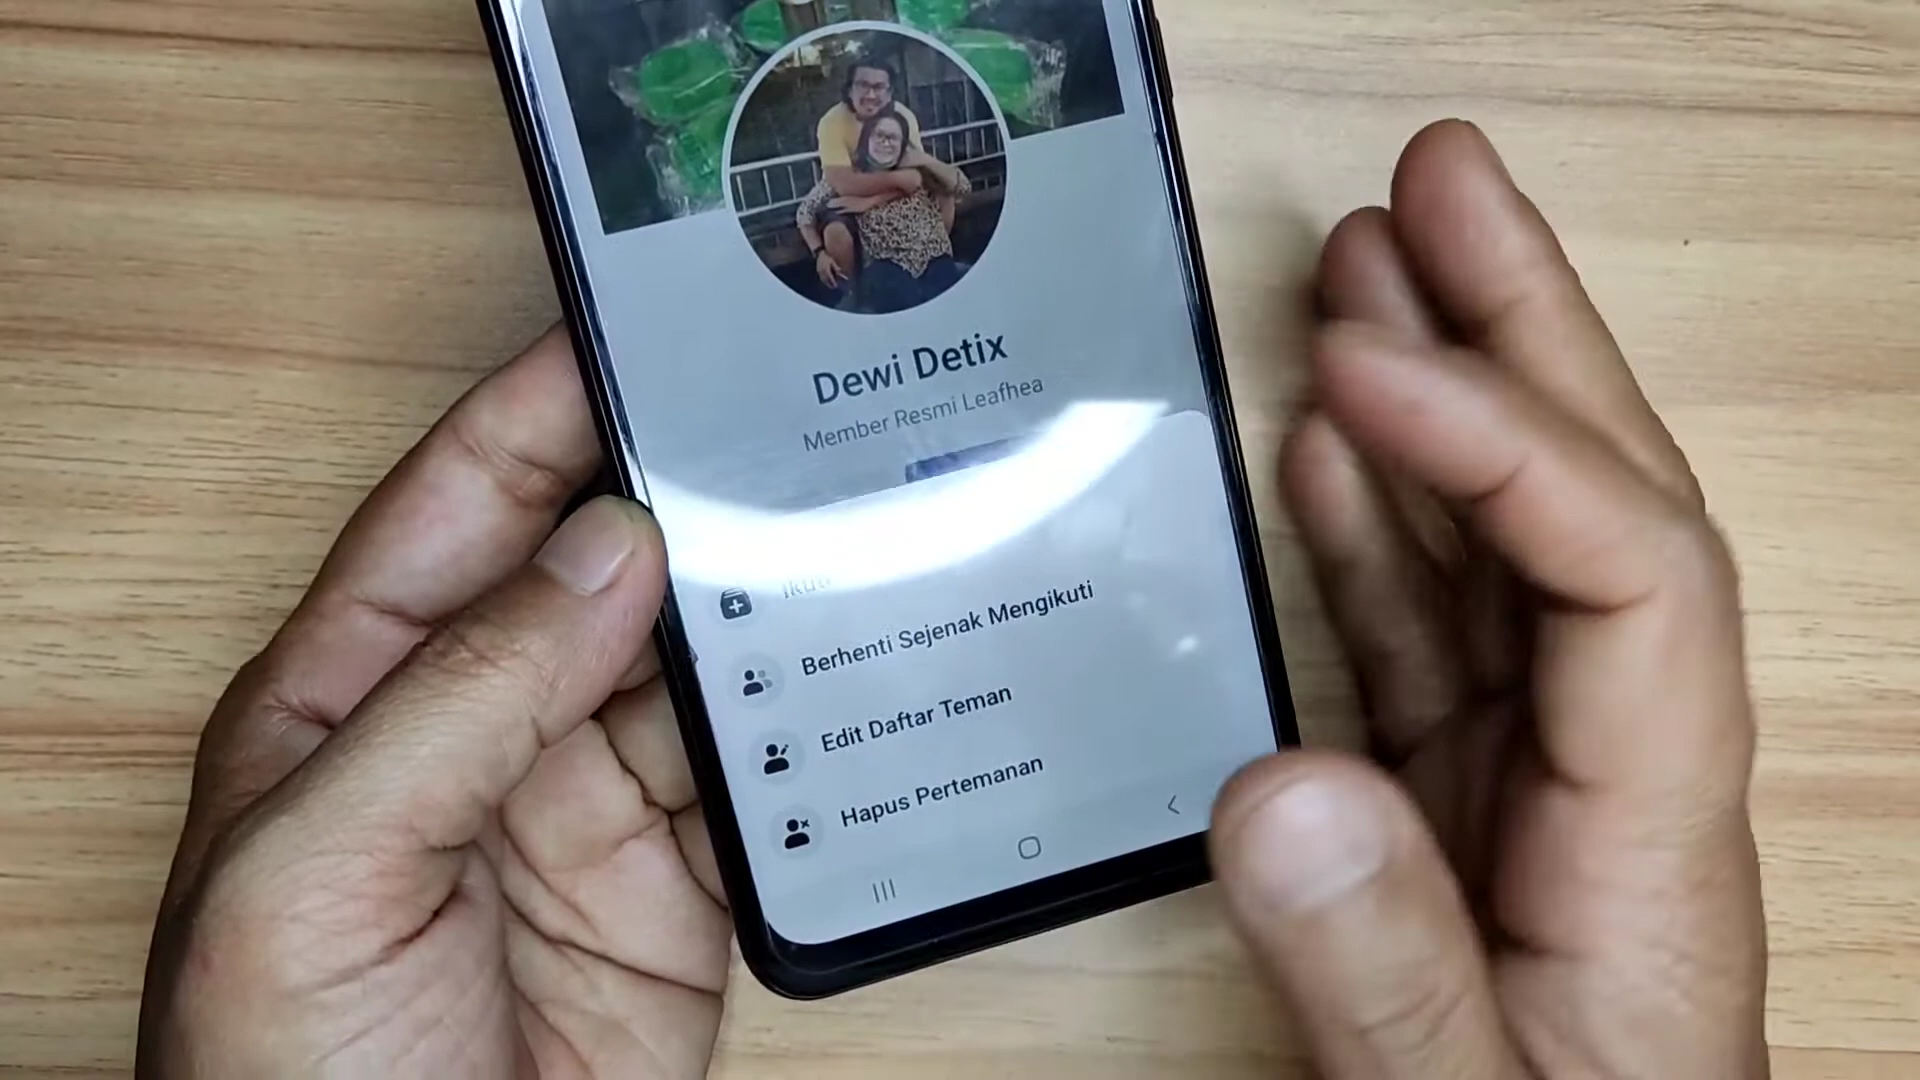 Dewi Detix
Member Resmi Leafhea
Berhenti Sejenak Mengikuti
Edit Daftar Teman
Hapus Pertemanan